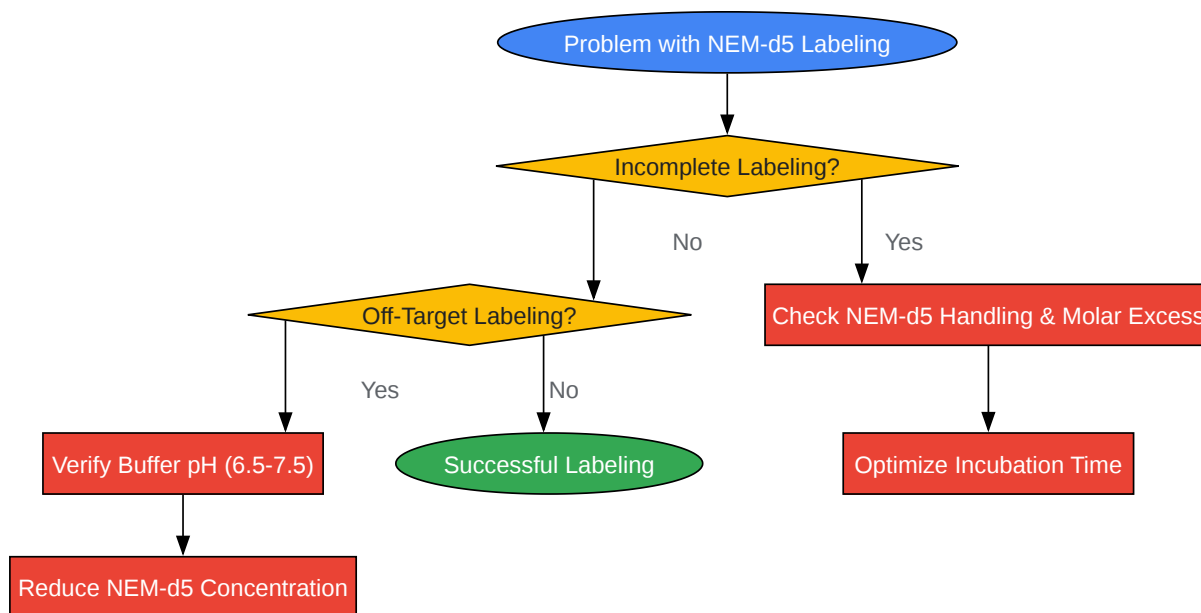 Problem with NEM-d5 Labeling
Incomplete Labeling?
No
Yes
Off-Target Labeling?
Check NEM-d5 Handling & Molar Excess
Yes
No
Verify Buffer pH (6.5-7.5)
Successful Labeling
Optimize Incubation Time
Reduce NEM-d5 Concentration